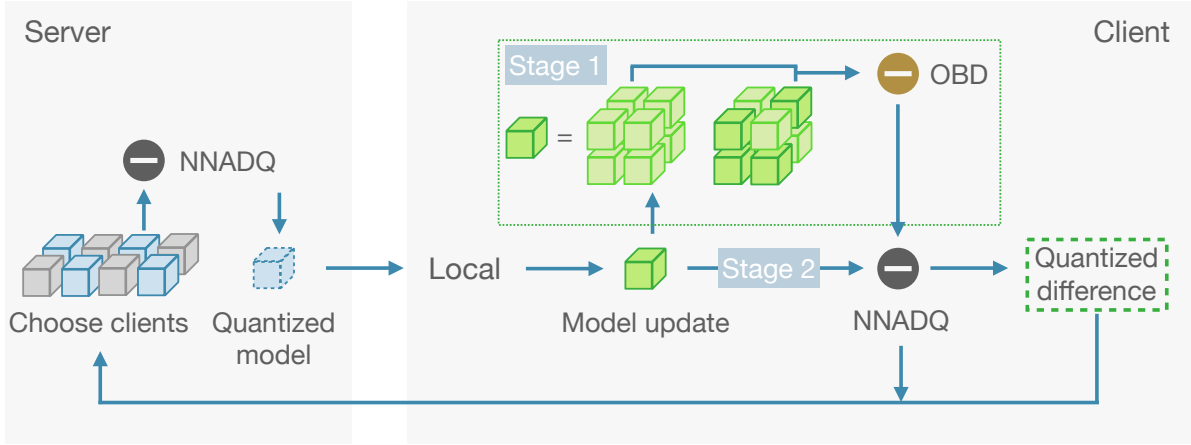 Server
Client
Stage 1
OBD
=
NNADQ
Local
Stage 2
Choose clients
Quantized
model
Model update
NNADQ
Quantized
difference